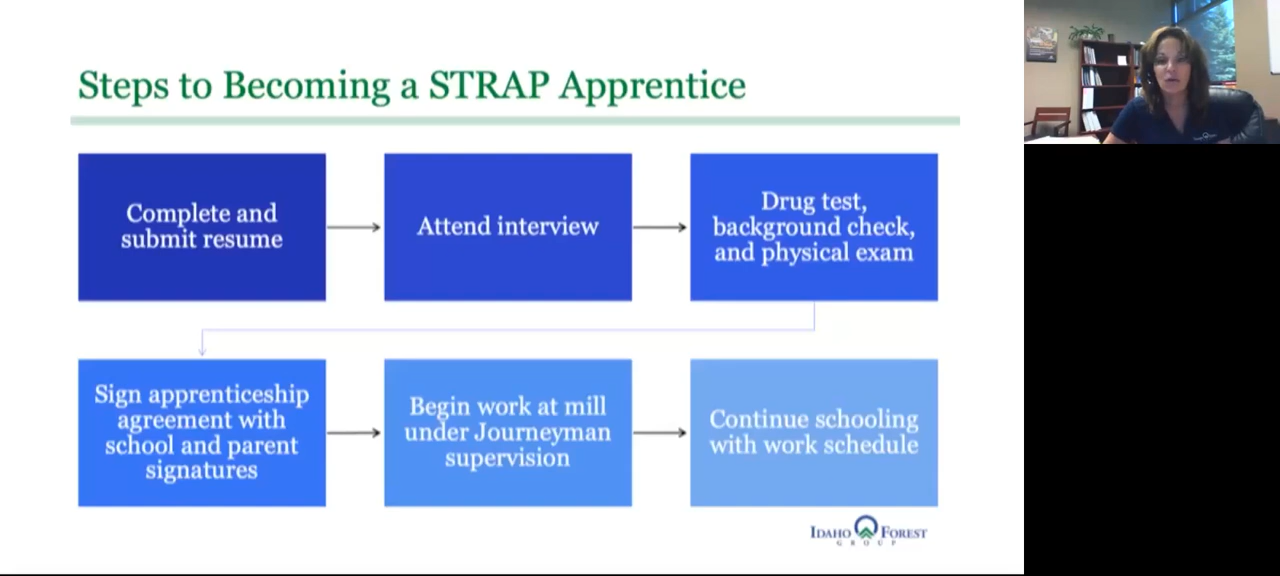 Steps to Becoming a STRAP Apprentice
Complete and
submit resume
Attend interview
Drug test,
background check,
and physical exam
Sign apprenticeship
agreement with
school and parent
signatures
Begin work at mill
under Journeyman
supervision
Continue schooling
with work schedule
IDAHO FOREST
GROUP